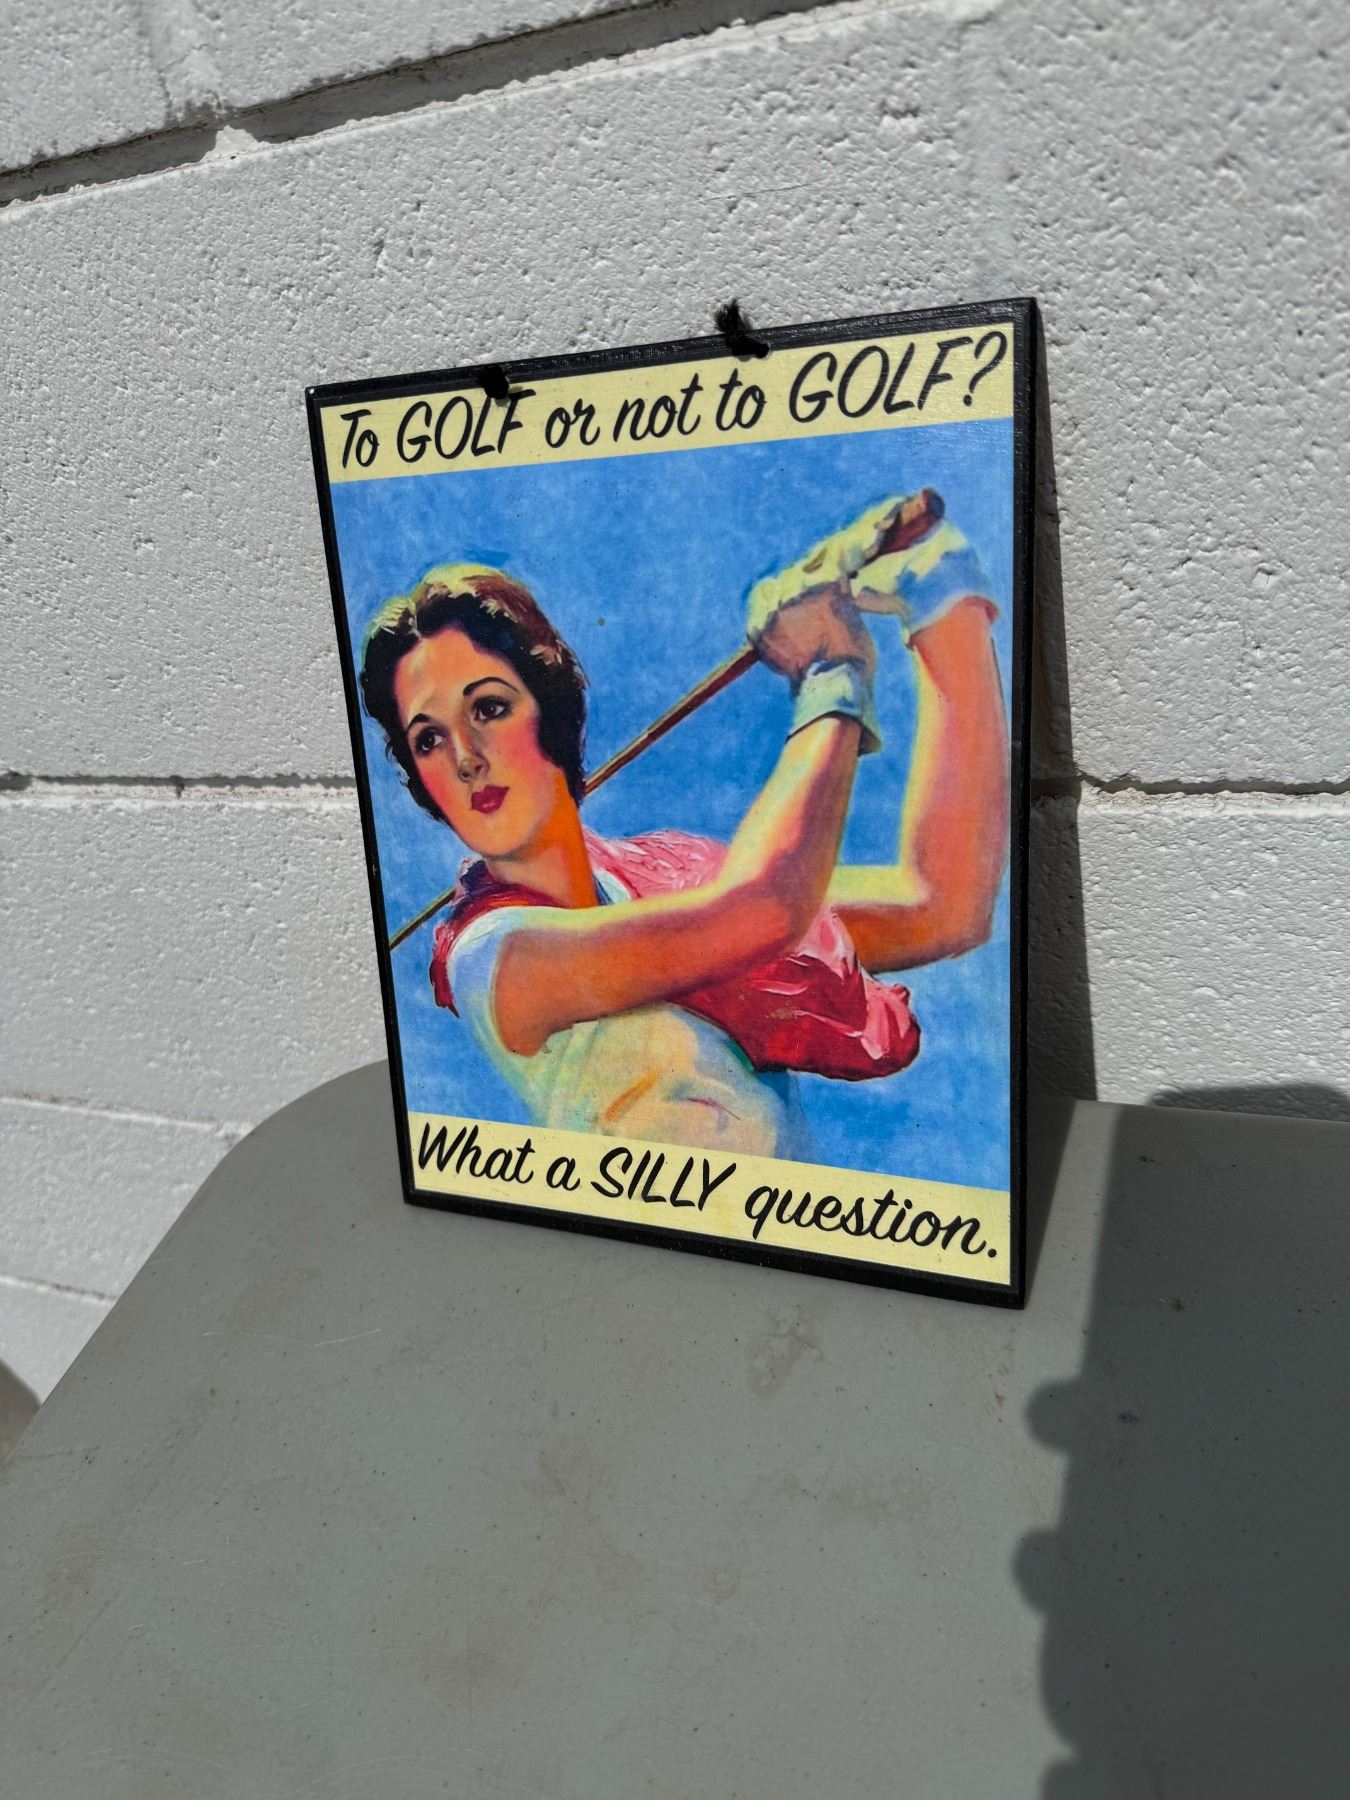 To GOLF or not to GOLF?
What a SILLY question.